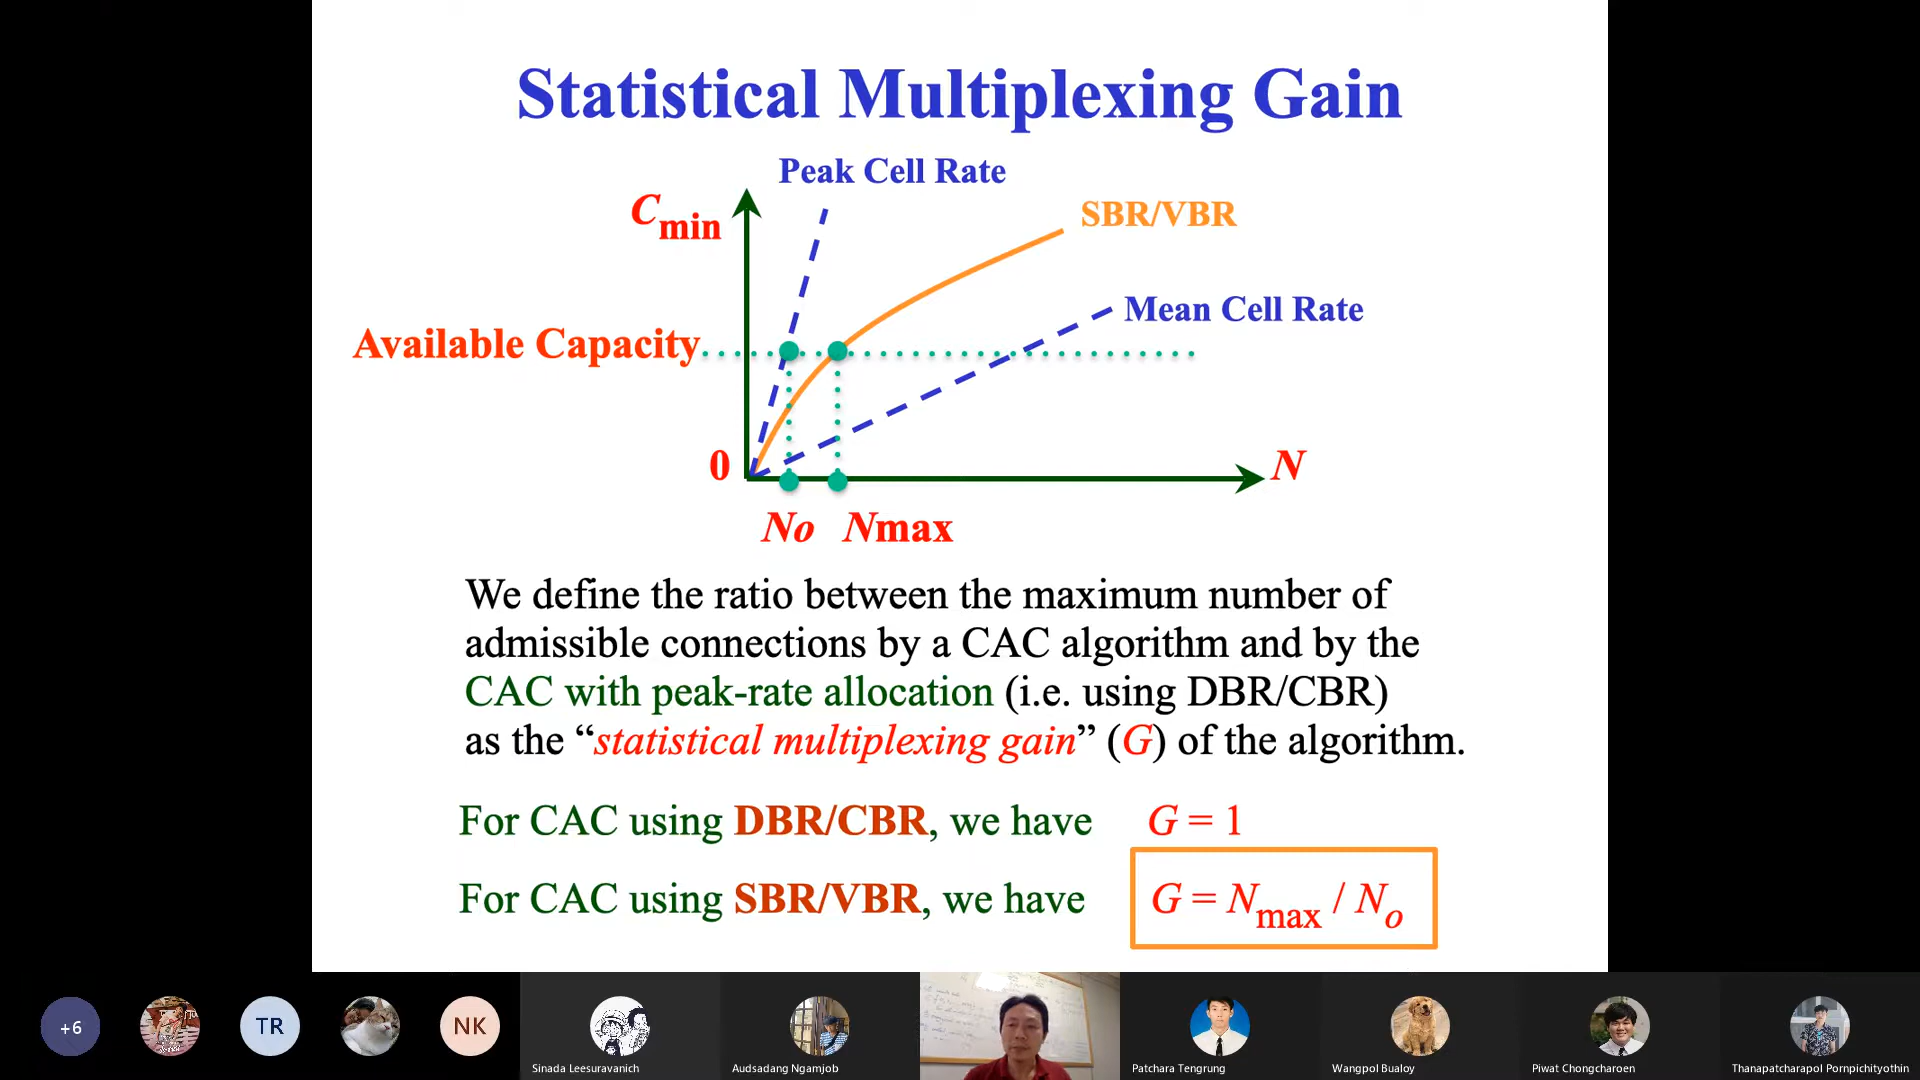 Statistical Multiplexing Gain
Peak Cell Rate
Cmin
SBR/VBR
Mean Cell Rate
Available Capacity
0
N
No Nmax
We define the ratio between the maximum number of
admissible connections by a CAC algorithm and by the
CAC with peak-rate allocation (i.e. using DBR/CBR)
as the “statistical multiplexing gain” (G) of the algorithm.
For CAC using DBR/CBR, we have G = 1
For CAC using SBR/VBR, we have G = Nmax / No
+6
TR
NK
Sinada Leesuravanich
Audsadang Ngamjob
Patchara Tengrung
Wangpol Bualoy
Piwat Chongcharoen
Thanapatcharapol Pornpichityothin